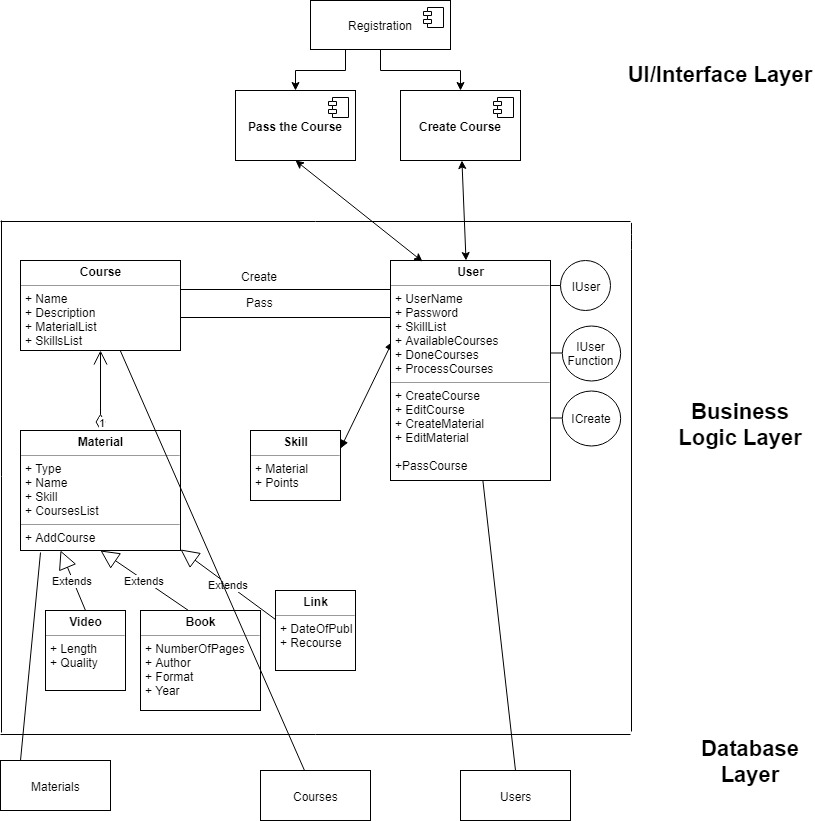 Registration
UI/Interface Layer
Pass the Course
Create Course
Course
+ Name
+ Description
+ MaterialList
+ SkillsList
Create
Pass
User
+ UserName
+ Password
+ SkillList
+ AvailableCourses
+ DoneCourses
+ ProcessCourses
+ CreateCourse
+ EditCourse
+ CreateMaterial
+ EditMaterial
+PassCourse
IUser
IUser
Function
ICreate
Business
Logic Layer
1
Material
+ Type
+ Name
+ Skill
+ CoursesList
+ AddCourse
Skill
+ Material
+ Points
Extends
Extends
Extends
Video
+ Length
+ Quality
Book
+ NumberOfPages
+ Author
+ Format
+ Year
Link
+ DateOfPubl
+ Recourse
Database
Layer
Materials
Courses
Users